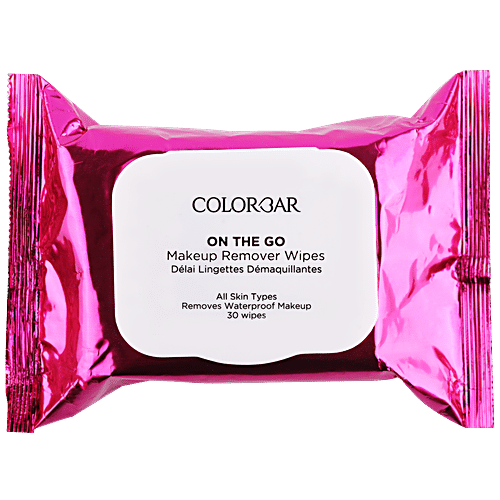 COLORBAR
ON THE GO
Makeup Remover Wipes
Délai Lingettes Démaquillantes
All Skin Types
Removes Waterproof Makeup
30 wipes